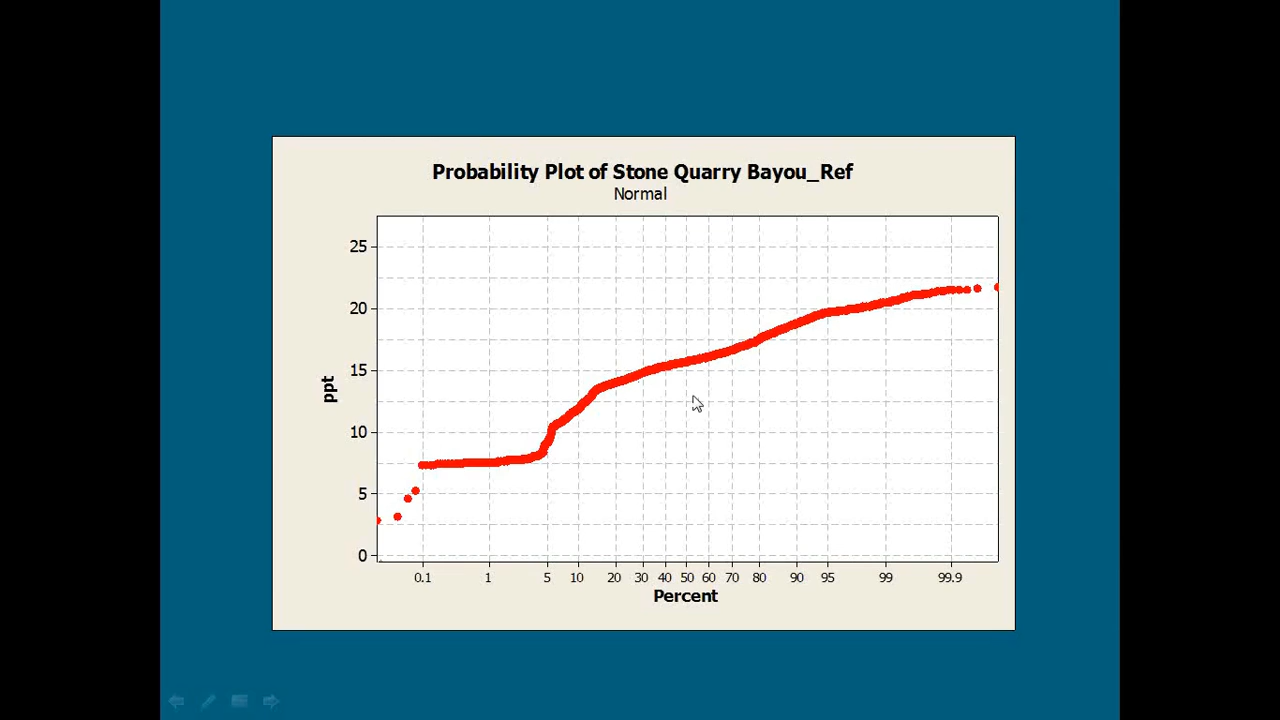 Probability Plot of Stone Quarry Bayou_Ref
Normal
25
20
15
10
5
0
ppt
0.1 1 5 10 20 30 40 50 60 70 80 90 95 99 99.9
Percent